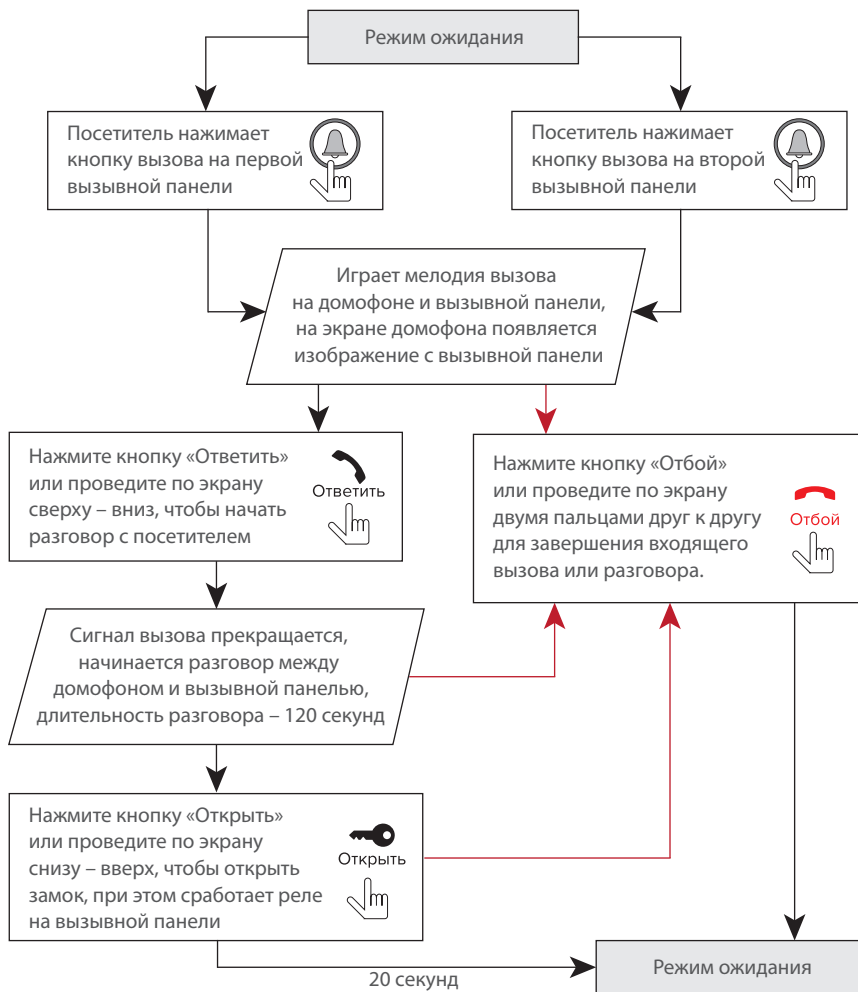 Режим ожидания
Посетитель нажимает
кнопку вызова на первой
вызывной панели
Посетитель нажимает
кнопку вызова на второй
вызывной панели
Играет мелодия вызова
на домофоне и вызывной панели,
на экране домофона появляется
изображение с вызывной панели
Нажмите кнопку «Ответить»
или проведите по экрану
сверху – вниз, чтобы начать
разговор с посетителем
Ответить
Нажмите кнопку «Отбой»
или проведите по экрану
двумя пальцами друг к другу
для завершения входящего
вызова или разговора.
Отбой
Сигнал вызова прекращается,
начинается разговор между
домофоном и вызывной панелью,
длительность разговора – 120 секунд
Нажмите кнопку «Открыть»
или проведите по экрану
снизу – вверх, чтобы открыть
замок, при этом сработает реле
на вызывной панели
Открыть
20 секунд
Режим ожидания